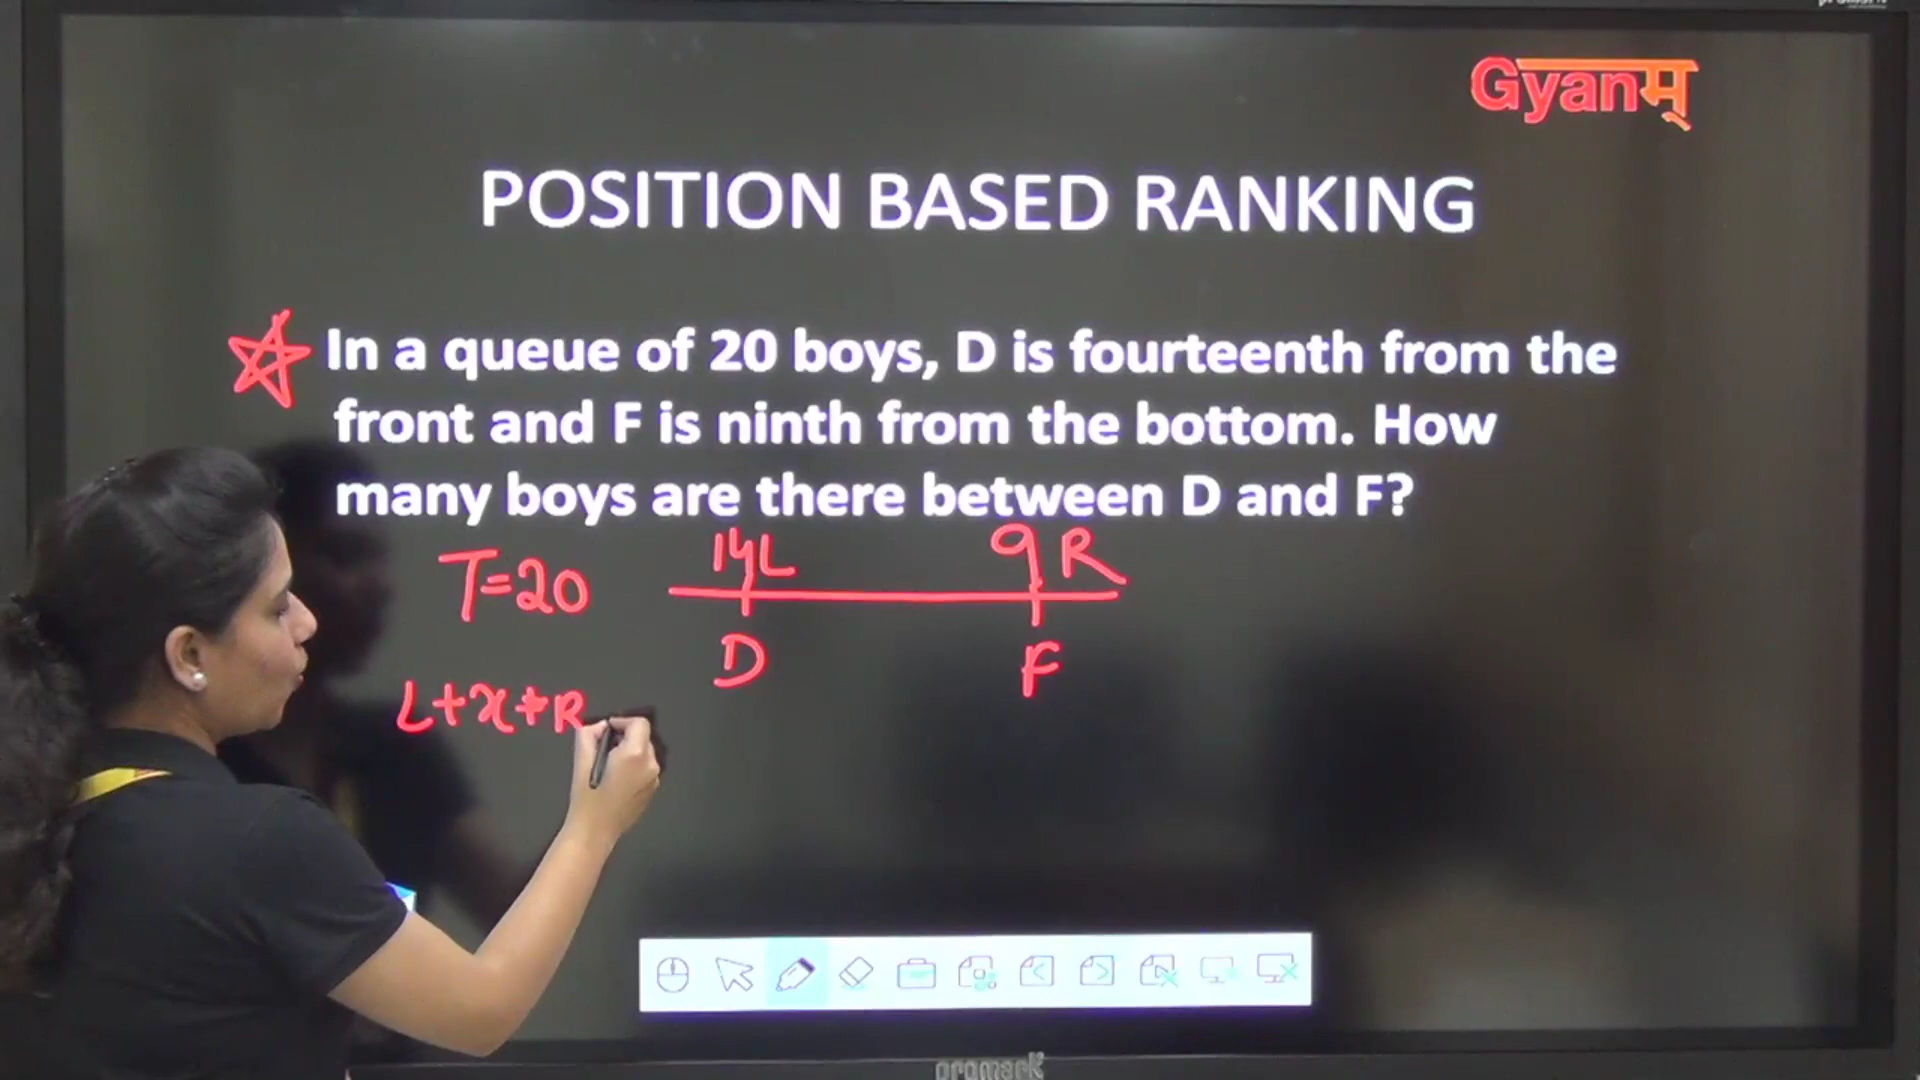 Gyanम्
POSITION BASED RANKING
In a queue of 20 boys, D is fourteenth from the
front and F is ninth from the bottom. How
many boys are there between D and F?
T=20
14L
9R
D
F
L+x+R
promark